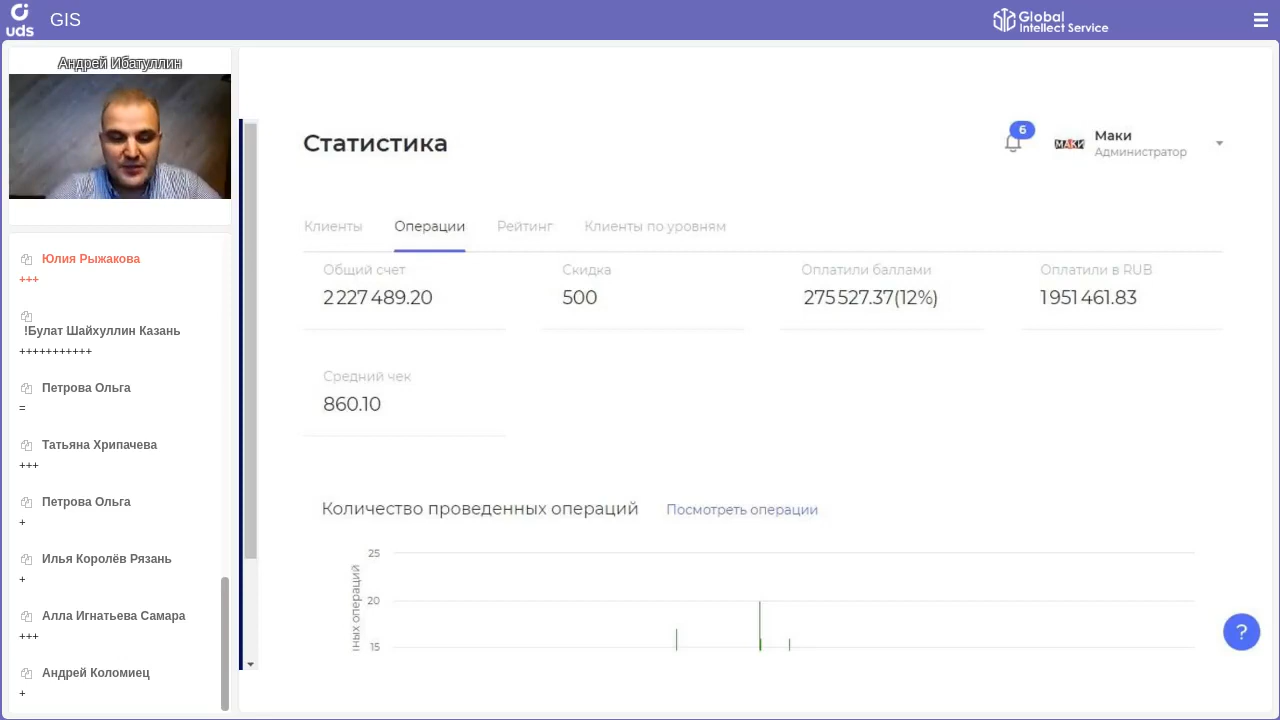 uds
GIS
Global
Intellect Service
Андрей Ибатуллин
Юлия Рыжакова
+++
!Булат Шайхуллин Казань
+++++++++++
Петрова Ольга
=
Татьяна Хрипачева
+++
Петрова Ольга
+
Илья Королёв Рязань
+
Алла Игнатьева Самара
+++
Андрей Коломиец
+
Статистика
6
МАКИ
Маки
Администратор
Клиенты
Операции
Рейтинг
Клиенты по уровням
Общий счет
Скидка
Оплатили баллами
Оплатили в RUB
2 227 489.20
500
275 527.37(12%)
1 951 461.83
Средний чек
860.10
Количество проведенных операций
Посмотреть операции
25
20
15
ных операций
?